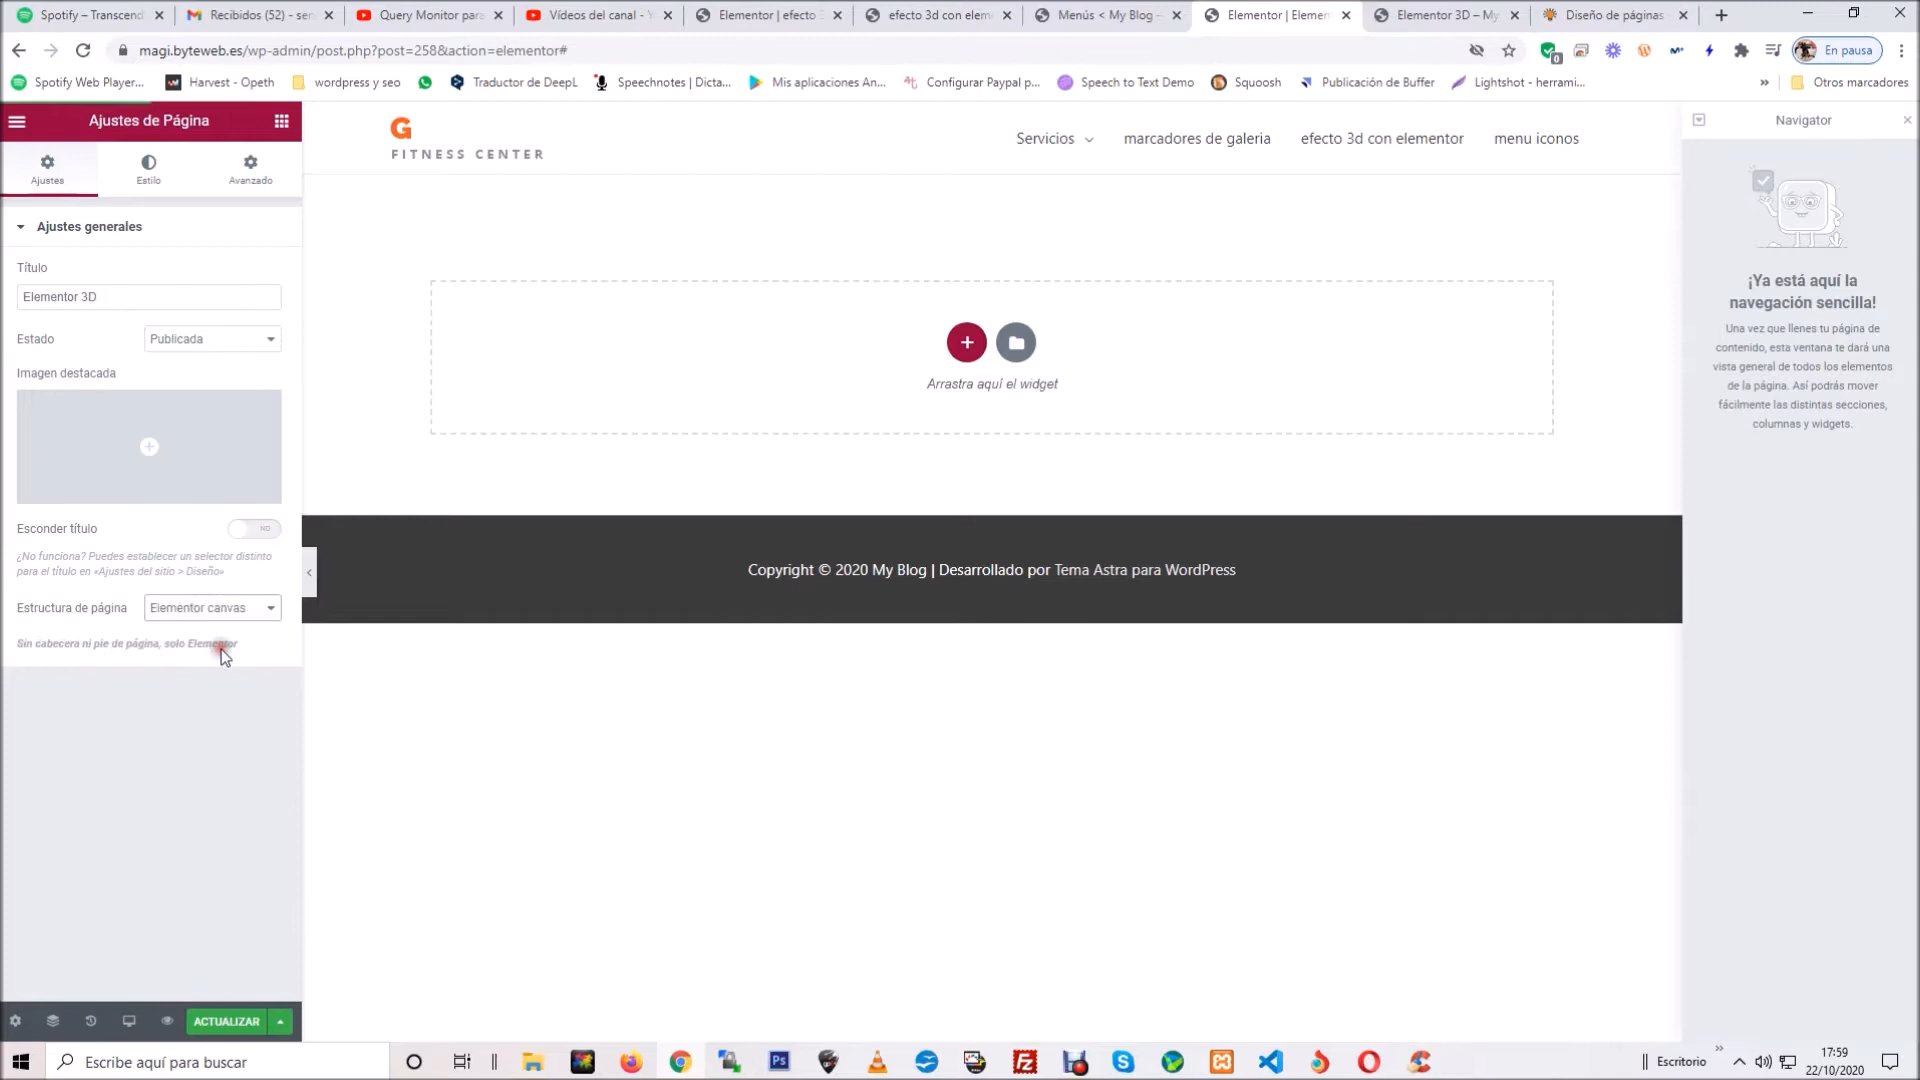 Spotify – Transcend
Recibidos (52) - sen
Query Monitor para
Vídeos del canal - Y
Elementor | efecto 3
efecto 3d con elem
Menús < My Blog —
Elementor | Elemen
Elementor 3D – My
Diseño de páginas
magi.byteweb.es/wp-admin/post.php?post=258&action=elementor#
0
En pausa
Spotify Web Player...
Harvest - Opeth
wordpress y seo
Traductor de DeepL
Speechnotes | Dicta...
Mis aplicaciones An...
Configurar Paypal p...
Speech to Text Demo
Squoosh
Publicación de Buffer
Lightshot - herrami...
»
Otros marcadores
Ajustes de Página
Ajustes
Estilo
Avanzado
Ajustes generales
Título
Elementor 3D
Estado
Publicada
Imagen destacada
Esconder título
NO
¿No funciona? Puedes establecer un selector distinto
para el título en «Ajustes del sitio > Diseño»
Estructura de página
Elementor canvas
Sin cabecera ni pie de página, solo Elementor
ACTUALIZAR
G
FITNESS CENTER
Servicios
marcadores de galeria
efecto 3d con elementor
menu iconos
Arrastra aquí el widget
Copyright © 2020 My Blog | Desarrollado por Tema Astra para WordPress
Navigator
¡Ya está aquí la
navegación sencilla!
Una vez que llenes tu página de
contenido, esta ventana te dará una
vista general de todos los elementos
de la página. Así podrás mover
fácilmente las distintas secciones,
columnas y widgets.
Escribe aquí para buscar
Ps
Fz
Escritorio
»
17:59
22/10/2020